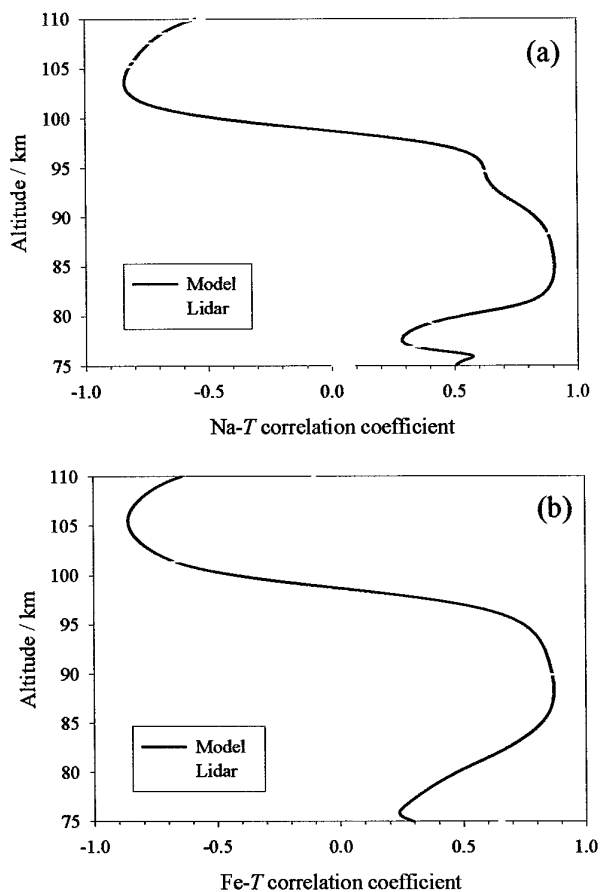 110
(a)
105
100
95
90
85
80
75
Altitude / km
Model
Lidar
-1.0 -0.5 0.0 0.5 1.0
Na-T correlation coefficient
110
(b)
105
100
95
90
85
80
75
Altitude / km
Model
Lidar
-1.0 -0.5 0.0 0.5 1.0
Fe-T correlation coefficient